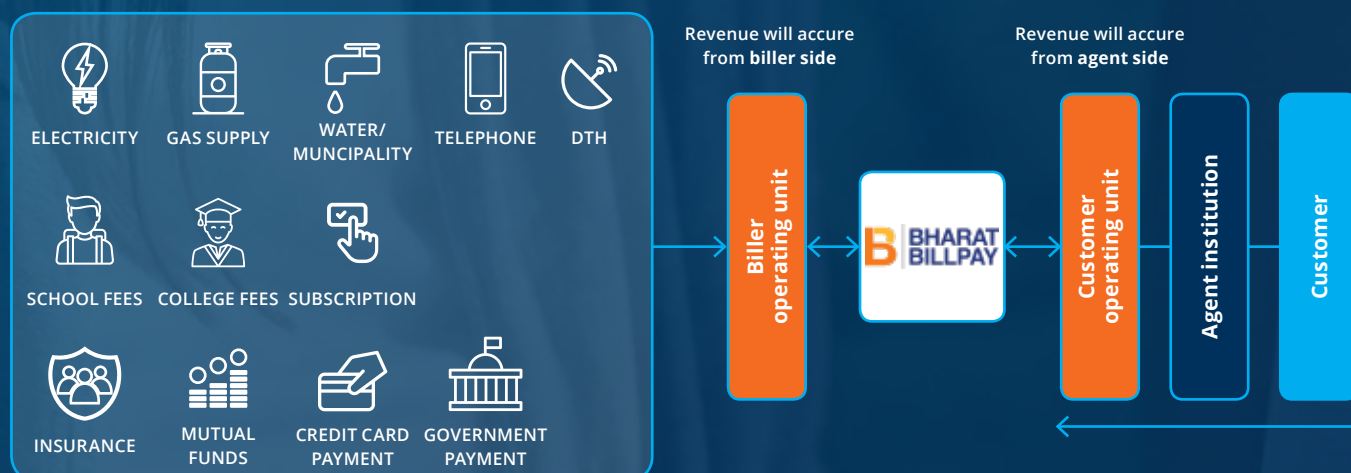 ELECTRICITY
GAS SUPPLY
WATER/
MUNCIPALITY
TELEPHONE
DTH
SCHOOL FEES
COLLEGE FEES
SUBSCRIPTION
INSURANCE
MUTUAL
FUNDS
CREDIT CARD
PAYMENT
GOVERNMENT
PAYMENT
Revenue will accure
from biller side
Biller
operating unit
B BHARAT
BILLPAY
Revenue will accure
from agent side
Customer
operating unit
Agent institution
Customer